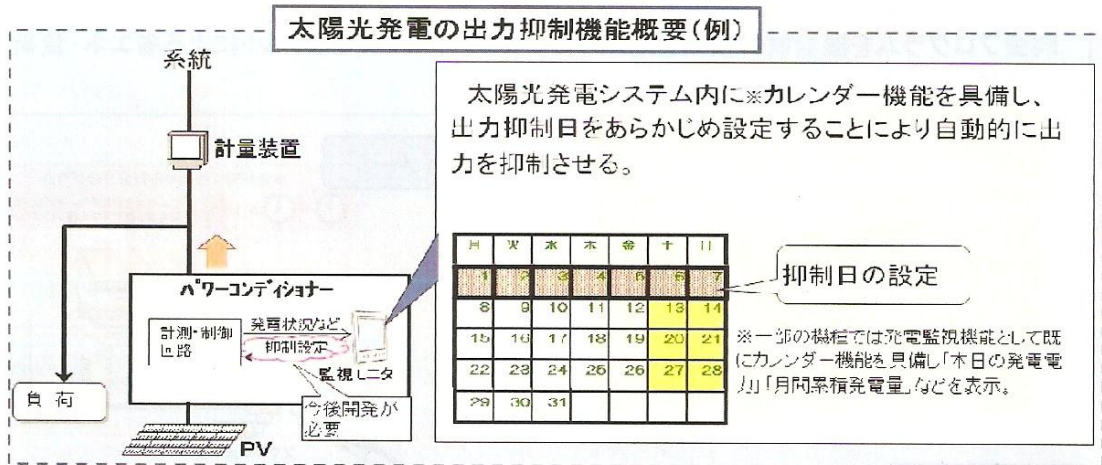 太陽光発電の出力抑制機能概要(例)
系統
計量装置
太陽光発電システム内に※カレンダー機能を具備し、
出力抑制日をあらかじめ設定することにより自動的に出
力を抑制させる。
月 火 水 木 金 土 日
1 2 3 4 5 6 7
8 9 10 11 12 13 14
15 16 17 18 19 20 21
22 23 24 25 26 27 28
29 30 31
抑制日の設定
※一部の機種では発電監視機能として既
にカレンダー機能を具備し「本日の発電電
力」「月間累積発電量」などを表示。
パワーコンディショナー
計測・制御
回路
発電状況など
抑制設定
監視モニタ
今後開発が
必要
負荷
PV